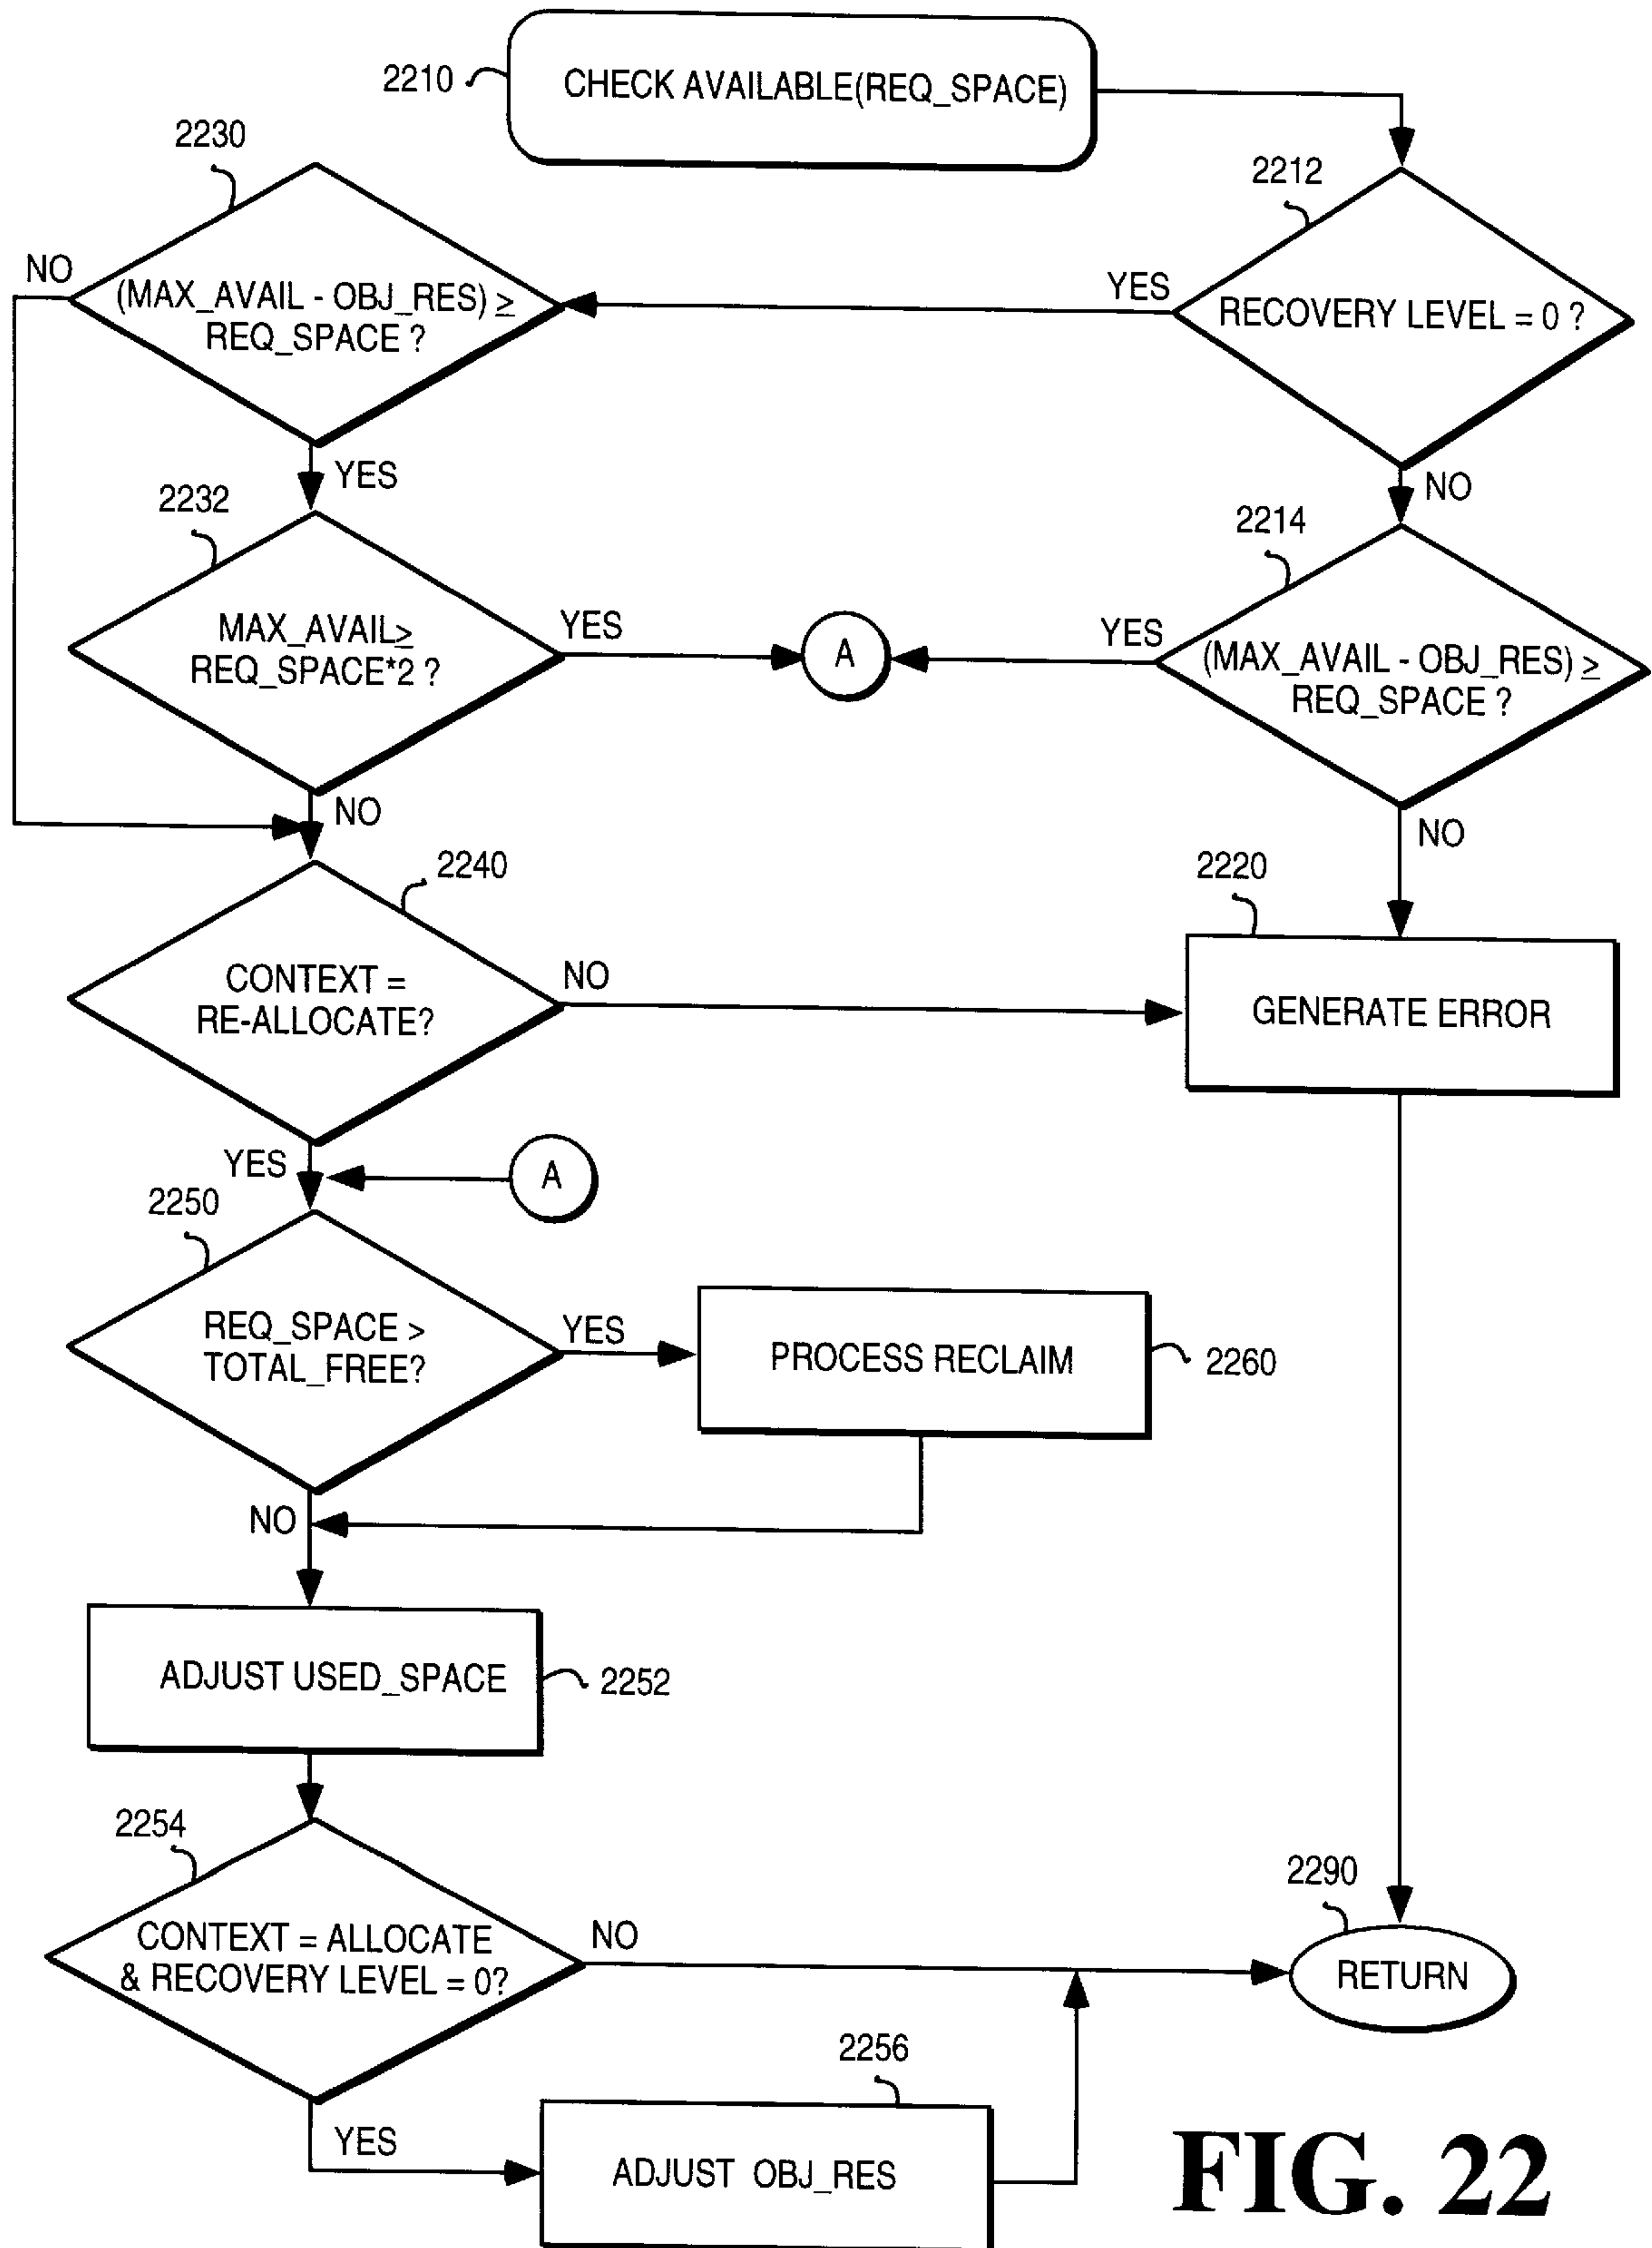 2210
CHECK AVAILABLE(REQ_SPACE)
2230
2212
NO
(MAX_AVAIL - OBJ_RES) ≥
REQ_SPACE ?
YES
RECOVERY LEVEL = 0 ?
YES
NO
2232
2214
MAX_AVAIL≥
REQ_SPACE*2 ?
YES
A
YES
(MAX_AVAIL - OBJ_RES) ≥
REQ_SPACE ?
NO
NO
2240
2220
CONTEXT =
RE-ALLOCATE?
NO
GENERATE ERROR
YES
A
2250
REQ_SPACE >
TOTAL_FREE?
YES
PROCESS RECLAIM
2260
NO
ADJUST USED_SPACE
2252
2254
2290
CONTEXT = ALLOCATE
& RECOVERY LEVEL = 0?
NO
RETURN
2256
YES
ADJUST OBJ_RES
FIG. 22